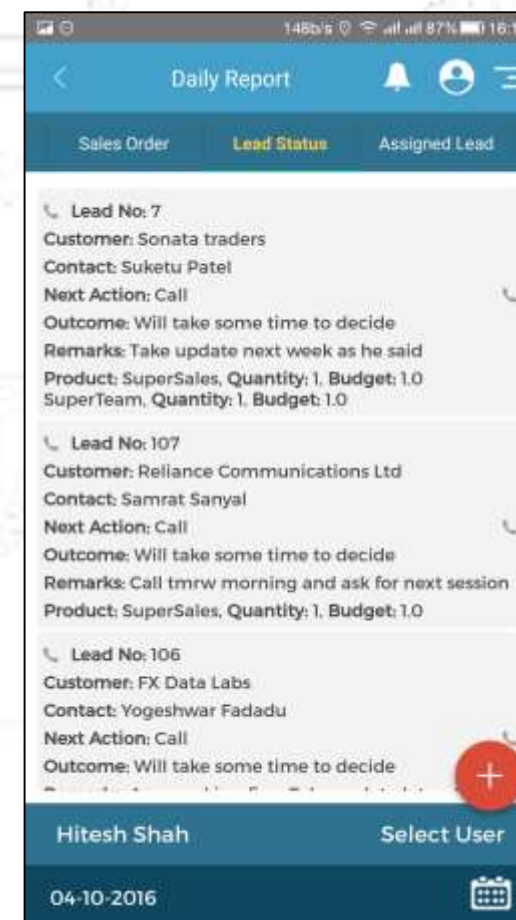 148b/s 87% 16:1
Daily Report
Sales Order Lead Status Assigned Lead
Lead No: 7
Customer: Sonata traders
Contact: Suketu Patel
Next Action: Call
Outcome: Will take some time to decide
Remarks: Take update next week as he said
Product: SuperSales, Quantity: 1, Budget: 1.0
SuperTeam, Quantity: 1, Budget: 1.0
Lead No: 107
Customer: Reliance Communications Ltd
Contact: Samrat Sanyal
Next Action: Call
Outcome: Will take some time to decide
Remarks: Call tmrw morning and ask for next session
Product: SuperSales, Quantity: 1, Budget: 1.0
Lead No: 106
Customer: FX Data Labs
Contact: Yogeshwar Fadadu
Next Action: Call
Outcome: Will take some time to decide
Hitesh Shah Select User
04-10-2016